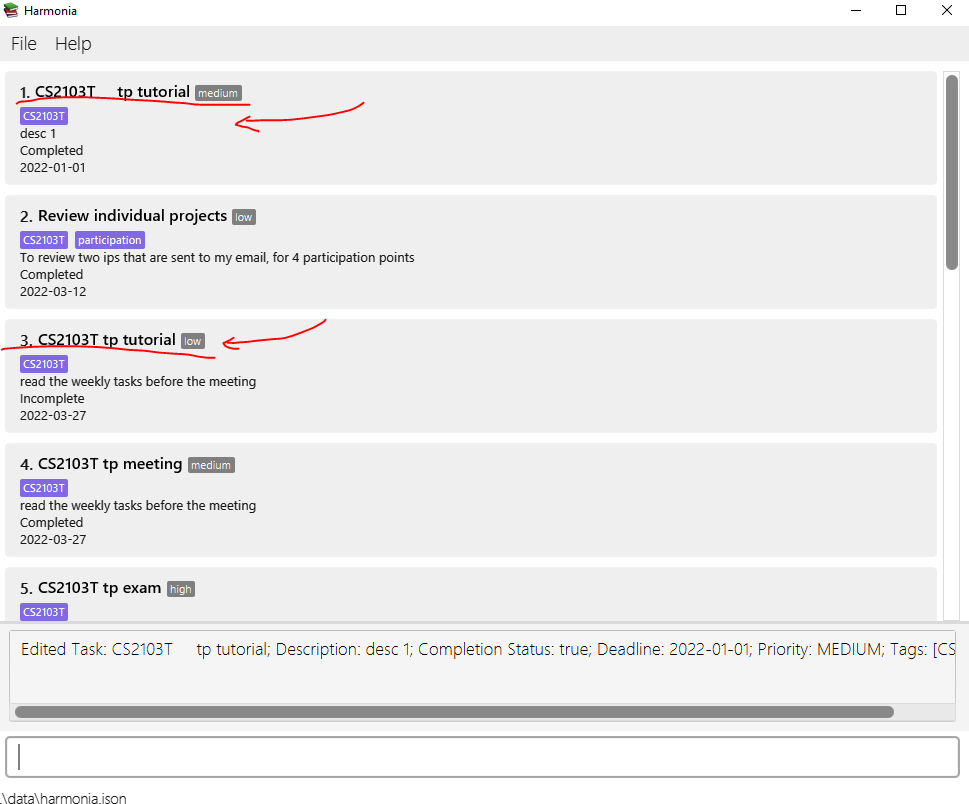 Harmonia
File Help
1. CS2103T     tp tutorial medium
CS2103T
desc 1
Completed
2022-01-01
2. Review individual projects low
CS2103T participation
To review two ips that are sent to my email, for 4 participation points
Completed
2022-03-12
3. CS2103T tp tutorial low
CS2103T
read the weekly tasks before the meeting
Incomplete
2022-03-27
4. CS2103T tp meeting medium
CS2103T
read the weekly tasks before the meeting
Completed
2022-03-27
5. CS2103T tp exam high
CS2103T
Edited Task: CS2103T     tp tutorial; Description: desc 1; Completion Status: true; Deadline: 2022-01-01; Priority: MEDIUM; Tags: [CS
.\data\harmonia.json